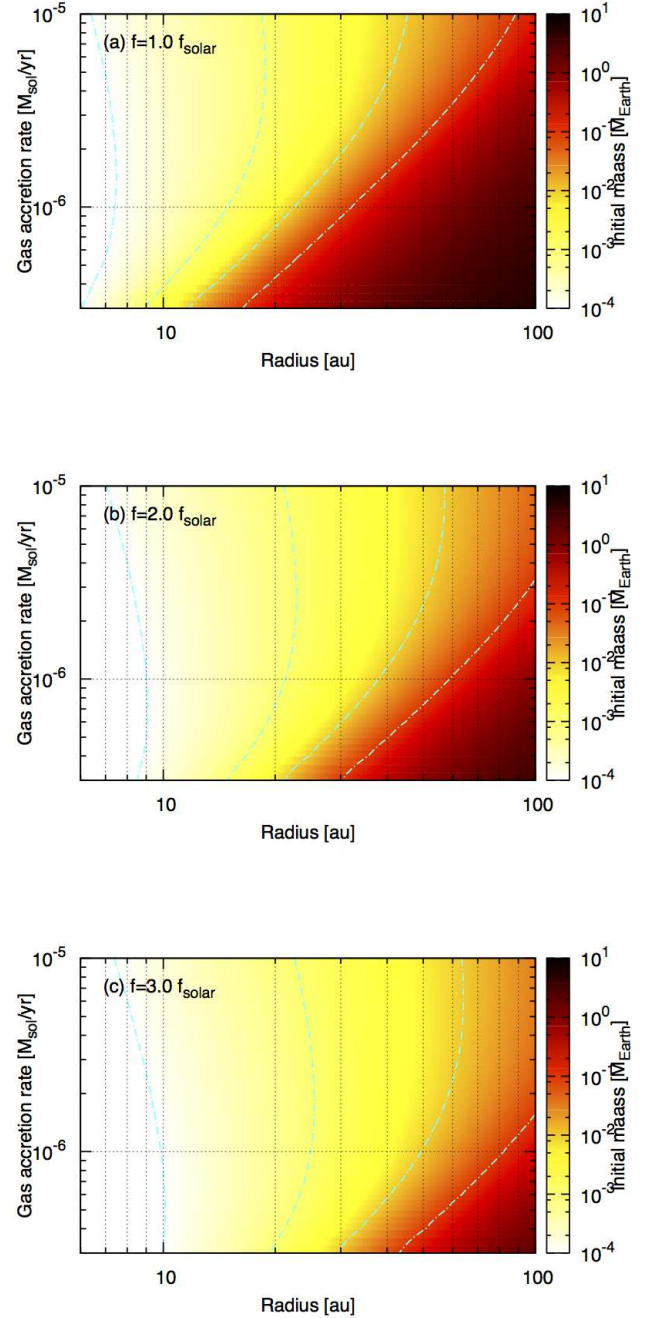 10^-5
(a) f=1.0 f_solar
10^-6
Gas accretion rate [M_sol/yr]
10
100
Radius [au]
10^1
10^0
10^-1
10^-2
10^-3
10^-4
Initial maass [M_Earth]
10^-5
(b) f=2.0 f_solar
10^-6
Gas accretion rate [M_sol/yr]
10
100
Radius [au]
10^1
10^0
10^-1
10^-2
10^-3
10^-4
Initial maass [M_Earth]
10^-5
(c) f=3.0 f_solar
10^-6
Gas accretion rate [M_sol/yr]
10
100
Radius [au]
10^1
10^0
10^-1
10^-2
10^-3
10^-4
Initial maass [M_Earth]